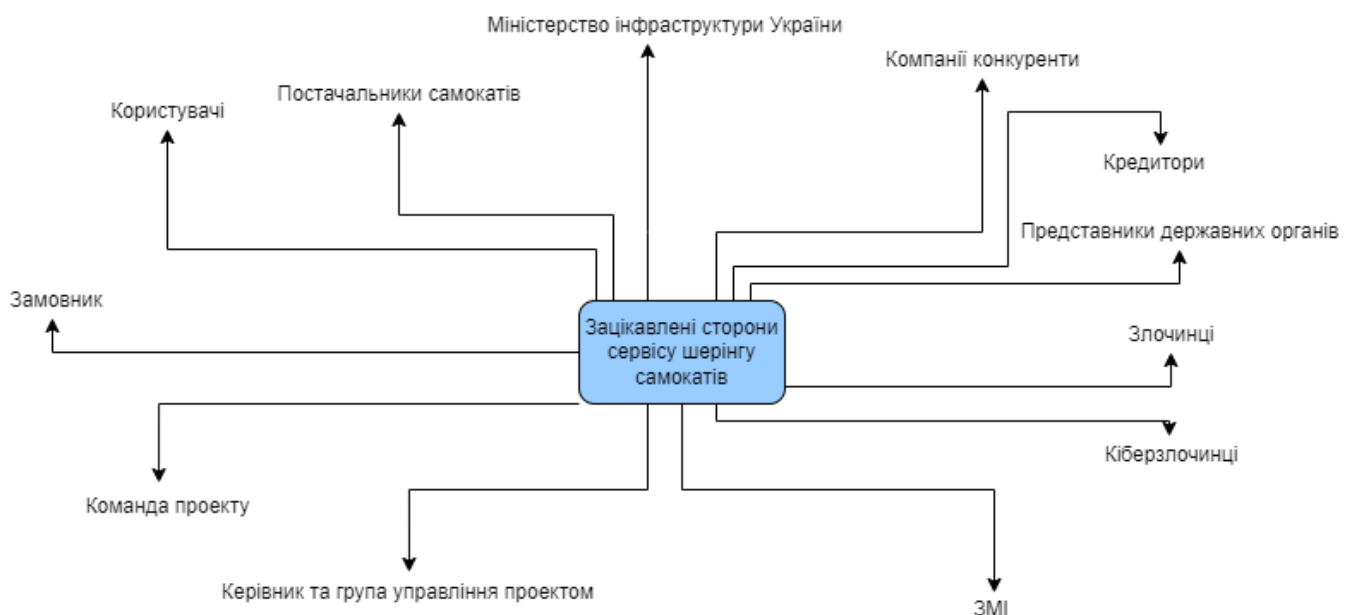 Міністерство інфраструктури України
Компанії конкуренти
Постачальники самокатів
Користувачі
Кредитори
Представники державних органів
Замовник
Зацікавлені сторони
сервісу шерінгу
самокатів
Злочинці
Кіберзлочинці
Команда проекту
Керівник та група управління проектом
ЗМІ